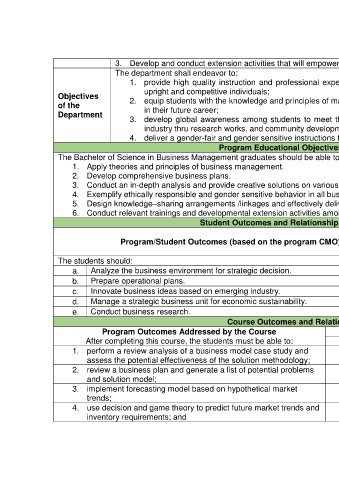 3. Develop and conduct extension activities that will empower
Objectives of the Department
The department shall endeavor to:
1. provide high quality instruction and professional expe
upright and competitive individuals;
2. equip students with the knowledge and principles of ma
in their future career;
3. develop global awareness among students to meet th
industry thru research works, and community developm
4. deliver a gender-fair and gender sensitive instructions t
Program Educational Objective
The Bachelor of Science in Business Management graduates should be able to
1. Apply theories and principles of business management.
2. Develop comprehensive business plans.
3. Conduct an in-depth analysis and provide creative solutions on various
4. Exemplify ethically responsible and gender sensitive behavior in all bus
5. Design knowledge–sharing arrangements /linkages and effectively deli
6. Conduct relevant trainings and developmental extension activities amo
Student Outcomes and Relationship
Program/Student Outcomes (based on the program CMO)
The students should:
a. Analyze the business environment for strategic decision.
b. Prepare operational plans.
c. Innovate business ideas based on emerging industry.
d. Manage a strategic business unit for economic sustainability.
e. Conduct business research.
Course Outcomes and Relati
Program Outcomes Addressed by the Course
After completing this course, the students must be able to:
1. perform a review analysis of a business model case study and
assess the potential effectiveness of the solution methodology;
2. review a business plan and generate a list of potential problems
and solution model;
3. implement forecasting model based on hypothetical market
trends;
4. use decision and game theory to predict future market trends and
inventory requirements; and